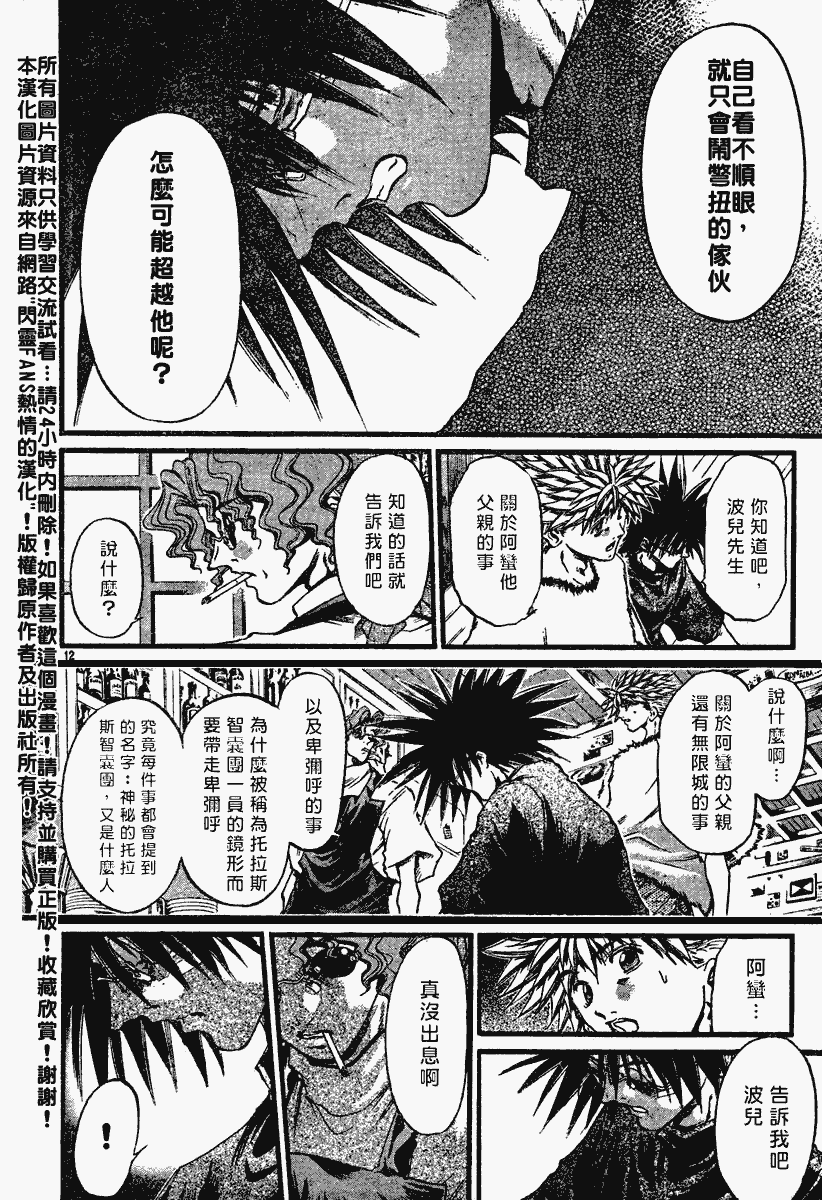 自己看不順眼，
就只會鬧彆扭的傢伙
怎麼可能超越他呢？
你知道吧，
波兒先生
關於阿蠻他
父親的事
知道的話就
告訴我們吧
說什麼？
12
說什麼啊…
關於阿蠻的父親
還有無限城的事
以及卑彌呼的事
為什麼被稱為托拉斯
智囊團一員的鏡形而
要帶走卑彌呼
究竟每件事都會提到
的名字：神秘的托拉
斯智囊團，又是什麼人
阿蠻…
告訴我吧
波兒
真沒出息啊
！
所有圖片資料只供學習交流試看…請24小時內刪除！如果喜歡這個漫畫！請支持並購買正版！收藏欣賞！謝謝！
本漢化圖片資源來自網路"閃靈FANS熱情的漢化"！版權歸原作者及出版社所有！